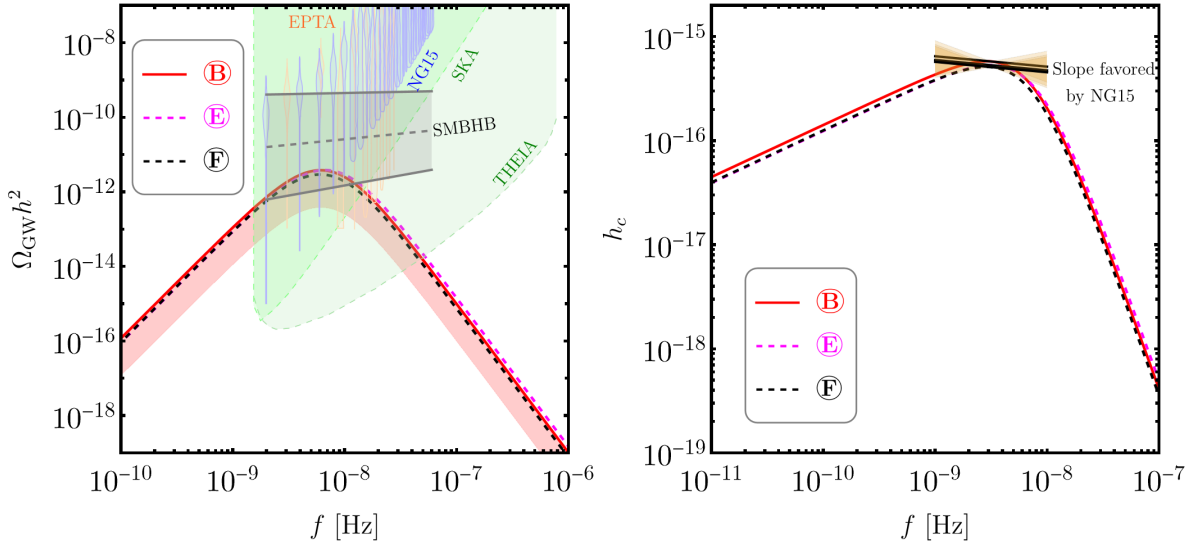 10⁻⁸
10⁻¹⁰
10⁻¹²
10⁻¹⁴
10⁻¹⁶
10⁻¹⁸
Ω_GW h²
B
E
F
EPTA
NG15
SKA
SMBHB
THEIA
10⁻¹⁰ 10⁻⁹ 10⁻⁸ 10⁻⁷ 10⁻⁶
f [Hz]
10⁻¹⁵
10⁻¹⁶
10⁻¹⁷
10⁻¹⁸
10⁻¹⁹
h_c
Slope favored
by NG15
B
E
F
10⁻¹¹ 10⁻¹⁰ 10⁻⁹ 10⁻⁸ 10⁻⁷
f [Hz]